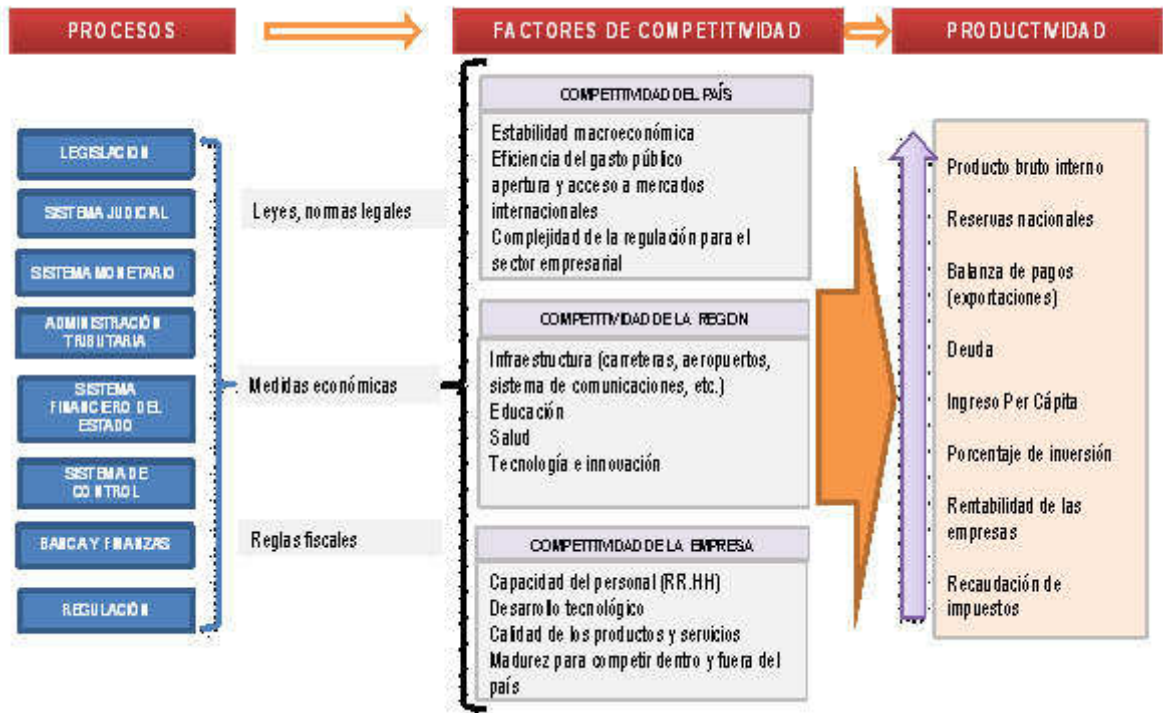 PROCESOS
FACTORES DE COMPETITIVIDAD
PRODUCTIVIDAD
LEGISLACION
SISTEMA JUDICIAL
SISTEMA MONETARIO
ADMINISTRACIÓN
TRIBUTARIA
SISTEMA
FINANCIERO DEL
ESTADO
SISTEMA DE
CONTROL
BANCA Y FINANZAS
REGULACIÓN
Leyes, normas legales
Medidas económicas
Reglas fiscales
COMPETITIVIDAD DEL PAÍS
Estabilidad macroeconómica
Eficiencia del gasto público
apertura y acceso a mercados
internacionales
Complejidad de la regulación para el
sector empresarial
COMPETITIVIDAD DE LA REGION
Infraestructura (carreteras, aeropuertos,
sistema de comunicaciones, etc.)
Educación
Salud
Tecnología e innovación
COMPETITIVIDAD DE LA EMPRESA
Capacidad del personal (RR.HH)
Desarrollo tecnológico
Calidad de los productos y servicios
Madurez para competir dentro y fuera del
país
Producto bruto interno
Reservas nacionales
Balanza de pagos
(exportaciones)
Deuda
Ingreso Per Cápita
Porcentaje de inversión
Rentabilidad de las
empresas
Recaudación de
impuestos